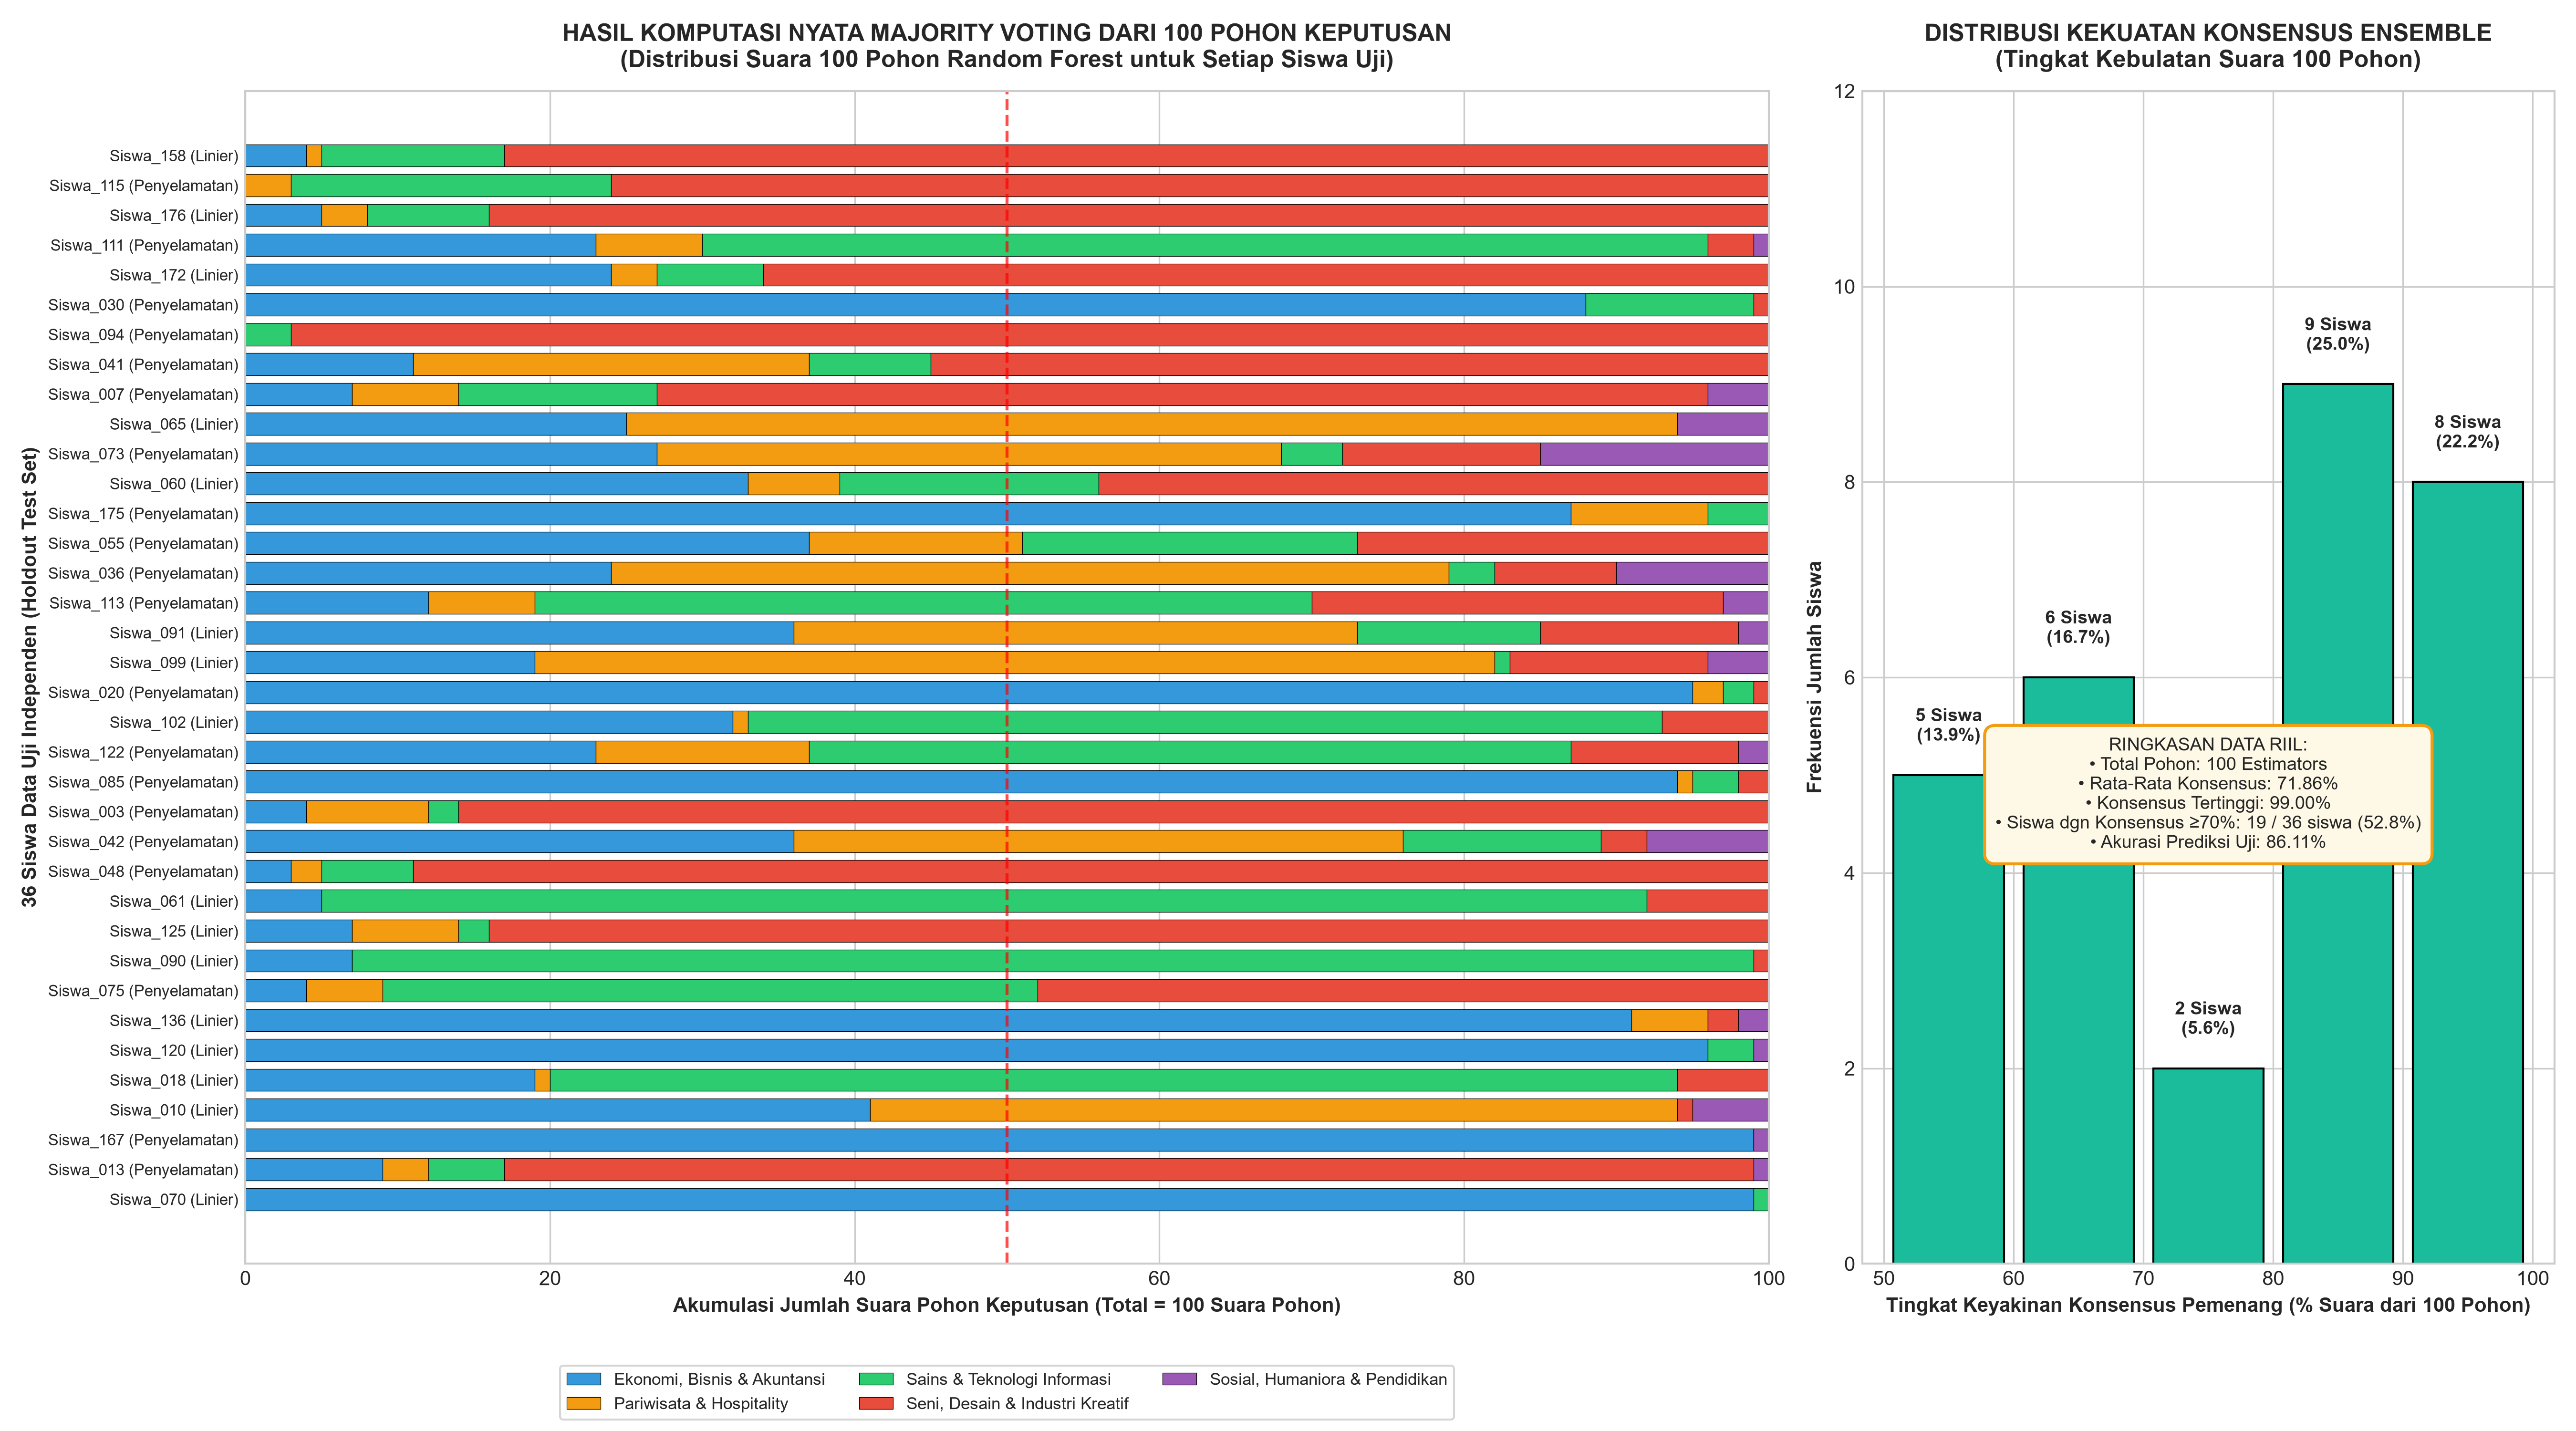 HASIL KOMPUTASI NYATA MAJORITY VOTING DARI 100 POHON KEPUTUSAN
(Distribusi Suara 100 Pohon Random Forest untuk Setiap Siswa Uji)
36 Siswa Data Uji Independen (Holdout Test Set)
Siswa_158 (Linier)
Siswa_115 (Penyelamatan)
Siswa_176 (Linier)
Siswa_111 (Penyelamatan)
Siswa_172 (Linier)
Siswa_030 (Penyelamatan)
Siswa_094 (Penyelamatan)
Siswa_041 (Penyelamatan)
Siswa_007 (Penyelamatan)
Siswa_065 (Linier)
Siswa_073 (Penyelamatan)
Siswa_060 (Linier)
Siswa_175 (Penyelamatan)
Siswa_055 (Penyelamatan)
Siswa_036 (Penyelamatan)
Siswa_113 (Penyelamatan)
Siswa_091 (Linier)
Siswa_099 (Linier)
Siswa_020 (Penyelamatan)
Siswa_102 (Linier)
Siswa_122 (Penyelamatan)
Siswa_085 (Penyelamatan)
Siswa_003 (Penyelamatan)
Siswa_042 (Penyelamatan)
Siswa_048 (Penyelamatan)
Siswa_061 (Linier)
Siswa_125 (Linier)
Siswa_090 (Linier)
Siswa_075 (Penyelamatan)
Siswa_136 (Linier)
Siswa_120 (Linier)
Siswa_018 (Linier)
Siswa_010 (Linier)
Siswa_167 (Penyelamatan)
Siswa_013 (Penyelamatan)
Siswa_070 (Linier)
0 20 40 60 80 100
Akumulasi Jumlah Suara Pohon Keputusan (Total = 100 Suara Pohon)
Ekonomi, Bisnis & Akuntansi
Pariwisata & Hospitality
Sains & Teknologi Informasi
Seni, Desain & Industri Kreatif
Sosial, Humaniora & Pendidikan
DISTRIBUSI KEKUATAN KONSENSUS ENSEMBLE
(Tingkat Kebulatan Suara 100 Pohon)
Frekuensi Jumlah Siswa
12
10
8
6
4
2
0
5 Siswa
(13.9%)
6 Siswa
(16.7%)
2 Siswa
(5.6%)
9 Siswa
(25.0%)
8 Siswa
(22.2%)
RINGKASAN DATA RIIL:
• Total Pohon: 100 Estimators
• Rata-Rata Konsensus: 71.86%
• Konsensus Tertinggi: 99.00%
• Siswa dgn Konsensus ≥70%: 19 / 36 siswa (52.8%)
• Akurasi Prediksi Uji: 86.11%
50 60 70 80 90 100
Tingkat Keyakinan Konsensus Pemenang (% Suara dari 100 Pohon)